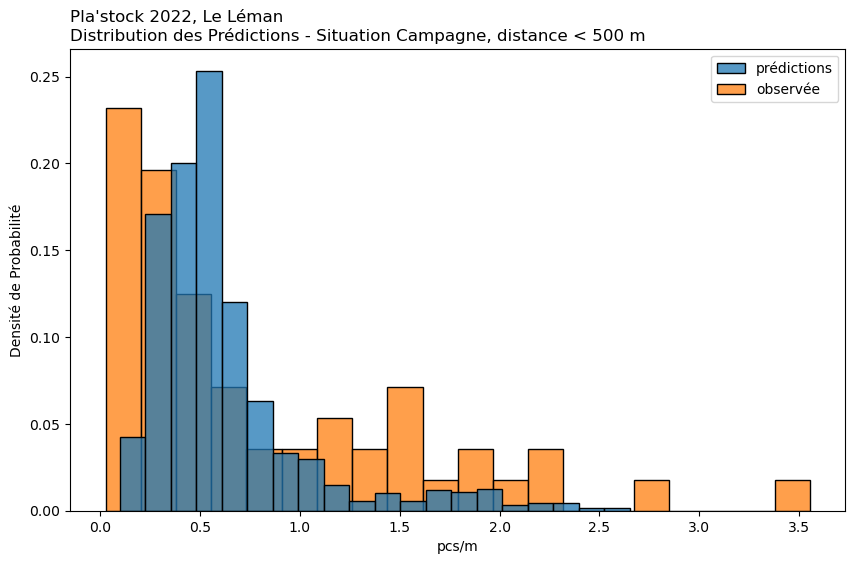 Pla'stock 2022, Le Léman
Distribution des Prédictions - Situation Campagne, distance < 500 m
prédictions
observée
Densité de Probabilité
0.25
0.20
0.15
0.10
0.05
0.00
0.0 0.5 1.0 1.5 2.0 2.5 3.0 3.5
pcs/m